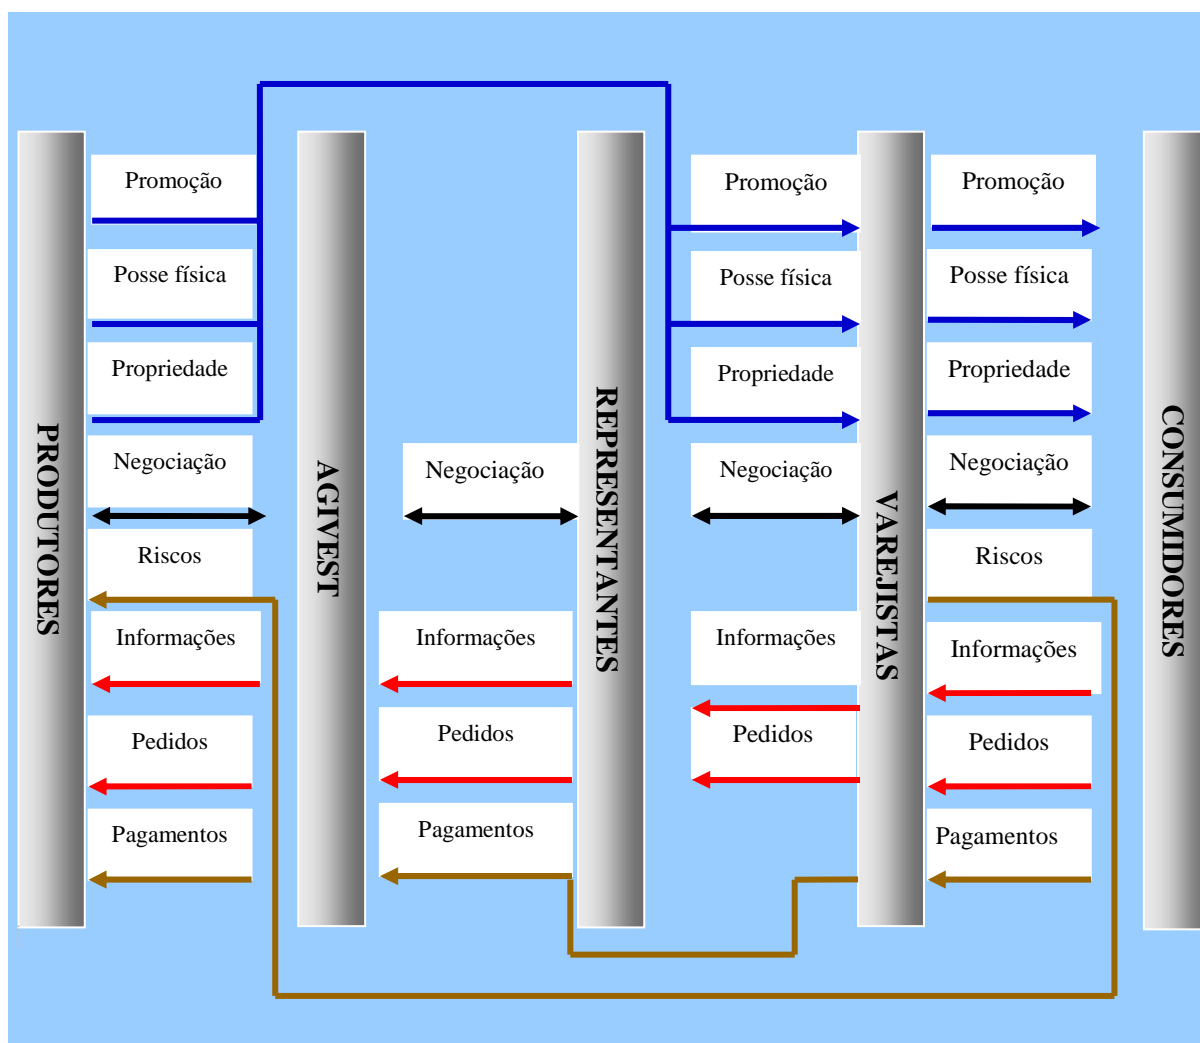 PRODUTORES
Promoção
Posse física
Propriedade
Negociação
Riscos
Informações
Pedidos
Pagamentos
AGIVEST
Negociação
Informações
Pedidos
Pagamentos
REPRESENTANTES
Promoção
Posse física
Propriedade
Negociação
Informações
Pedidos
VAREJISTAS
Promoção
Posse física
Propriedade
Negociação
Riscos
Informações
Pedidos
Pagamentos
CONSUMIDORES